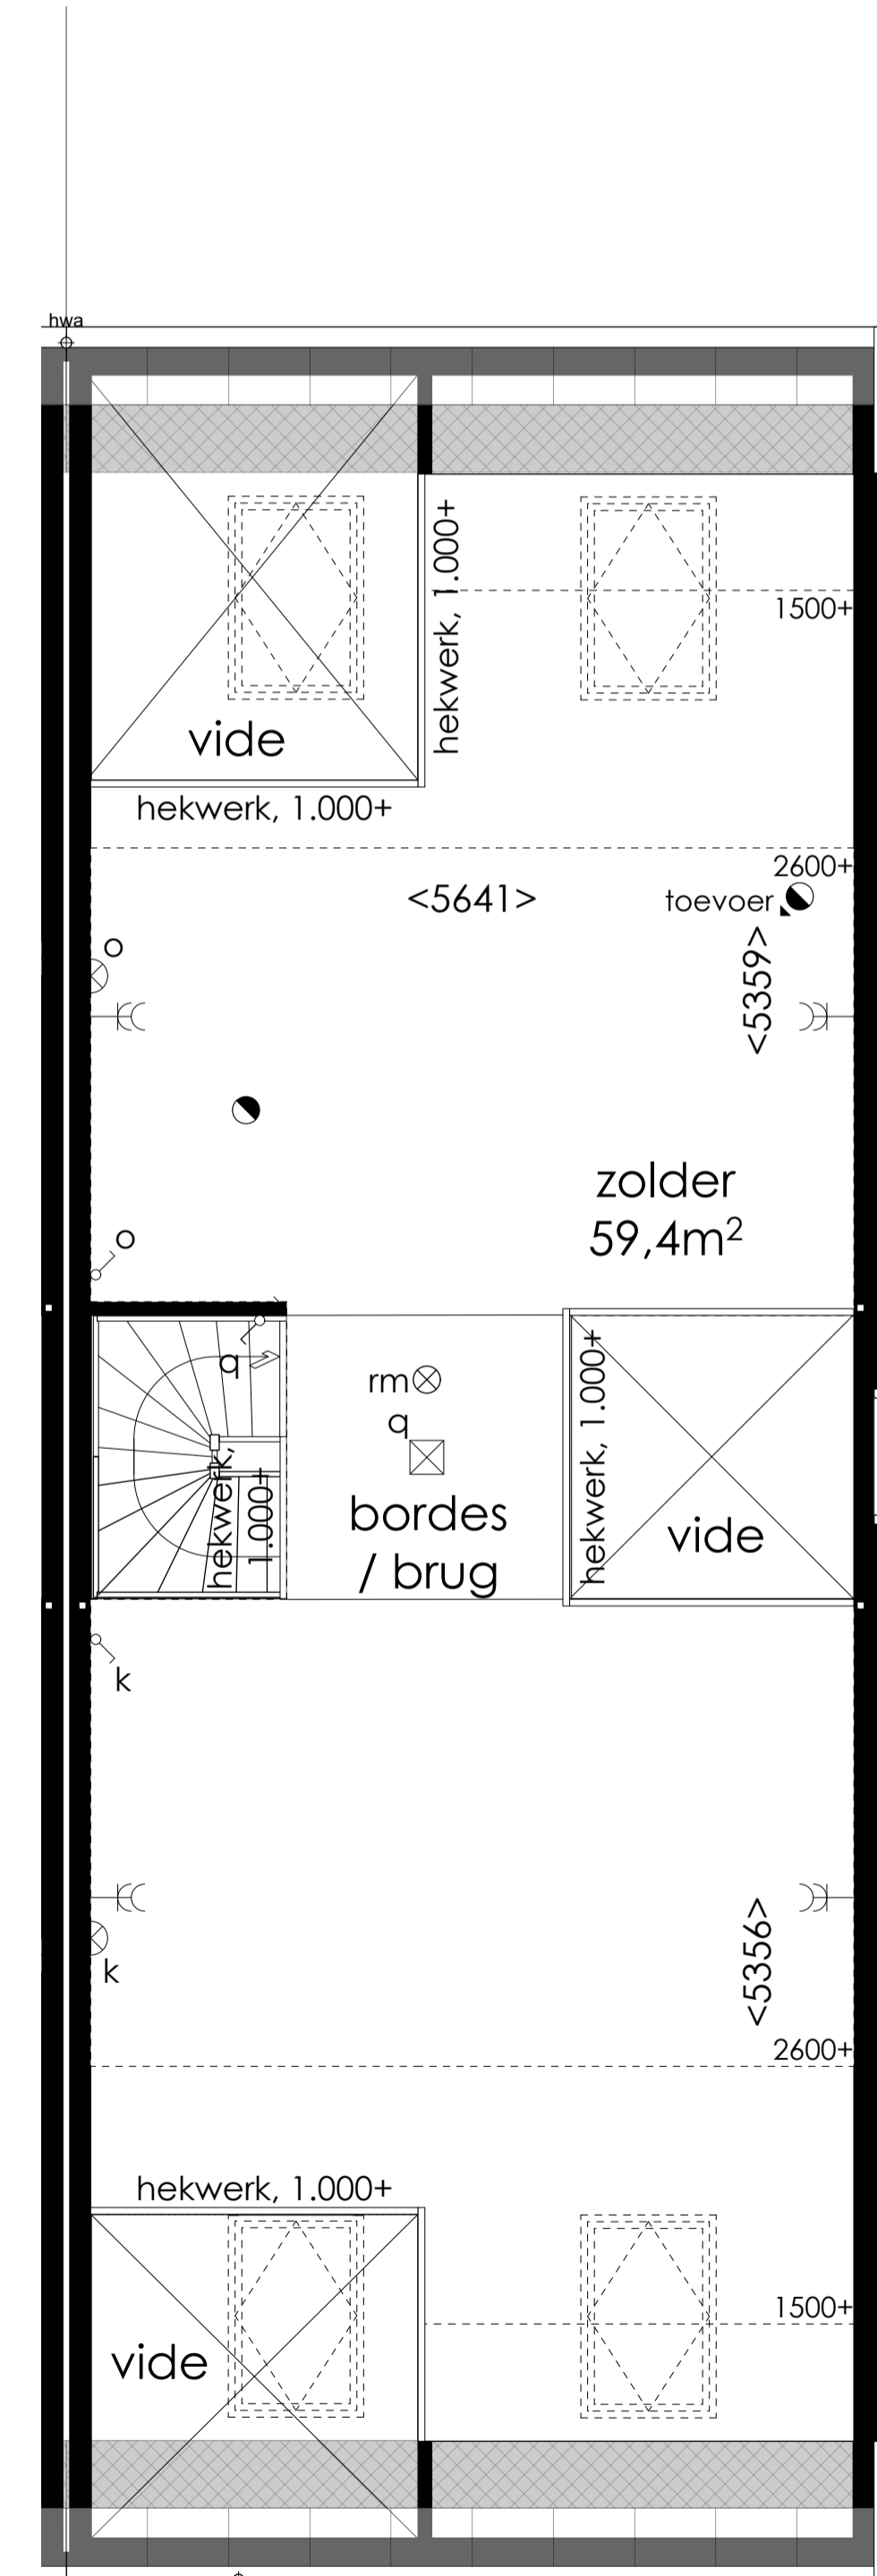 hwa
hekwerk, 1.000+
1500+
vide
hekwerk, 1.000+
2600+
<5641>
toevoer
<5359>
o
o
zolder
59,4m²
q
hekwerk,
1.000+
rm
q
bordes
/ brug
hekwerk, 1.000+
vide
k
k
<5356>
2600+
hekwerk, 1.000+
1500+
vide